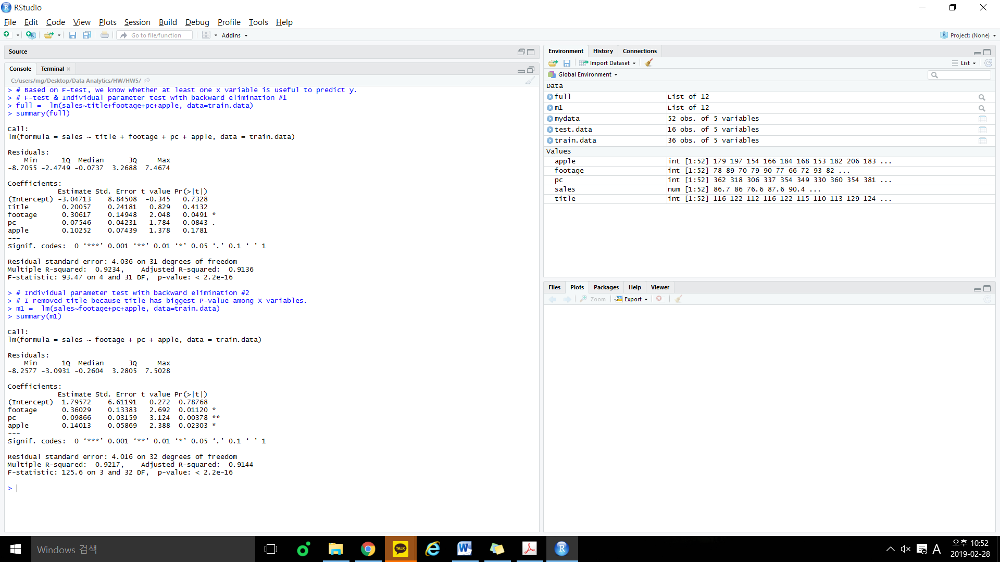 RStudio
File Edit Code View Plots Session Build Debug Profile Tools Help
Go to file/function Addins Project: (None)
Source
Console Terminal
C:/users/mg/Desktop/Data Analytics/HW/HW5/
> # Based on F-test, we know whether at least one x variable is useful to predict y.
> # F-test & Individual parameter test with backward elimination #1
> full =  lm(sales~title+footage+pc+apple, data=train.data)
> summary(full)
Call:
lm(formula = sales ~ title + footage + pc + apple, data = train.data)
Residuals:
    Min      1Q  Median      3Q     Max
-8.7055 -2.4749 -0.0737  3.2688  7.4674
Coefficients:
            Estimate Std. Error t value Pr(>|t|)
(Intercept) -3.04713    8.84508  -0.345   0.7328
title        0.20057    0.24181   0.829   0.4132
footage      0.30617    0.14948   2.048   0.0491 *
pc           0.07546    0.04231   1.784   0.0843 .
apple        0.10252    0.07439   1.378   0.1781
---
Signif. codes:  0 ‘***’ 0.001 ‘**’ 0.01 ‘*’ 0.05 ‘.’ 0.1 ‘ ’ 1
Residual standard error: 4.036 on 31 degrees of freedom
Multiple R-squared:  0.9234,    Adjusted R-squared:  0.9136
F-statistic: 93.47 on 4 and 31 DF,  p-value: < 2.2e-16
> # Individual parameter test with backward elimination #2
> # I removed title because title has biggest P-value among X variables.
> m1 =  lm(sales~footage+pc+apple, data=train.data)
> summary(m1)
Call:
lm(formula = sales ~ footage + pc + apple, data = train.data)
Residuals:
    Min      1Q  Median      3Q     Max
-8.2577 -3.0931 -0.2604  3.2805  7.5028
Coefficients:
            Estimate Std. Error t value Pr(>|t|)
(Intercept)  1.79572    6.61191   0.272  0.78768
footage      0.36029    0.13383   2.692  0.01120 *
pc           0.09866    0.03159   3.124  0.00378 **
apple        0.14013    0.05869   2.388  0.02303 *
---
Signif. codes:  0 ‘***’ 0.001 ‘**’ 0.01 ‘*’ 0.05 ‘.’ 0.1 ‘ ’ 1
Residual standard error: 4.016 on 32 degrees of freedom
Multiple R-squared:  0.9217,    Adjusted R-squared:  0.9144
F-statistic: 125.6 on 3 and 32 DF,  p-value: < 2.2e-16
>
Environment History Connections
Import Dataset List
Global Environment
Data
full List of 12
m1 List of 12
mydata 52 obs. of 5 variables
test.data 16 obs. of 5 variables
train.data 36 obs. of 5 variables
Values
apple int [1:52] 179 197 154 166 184 168 153 182 206 183 ...
footage int [1:52] 78 89 70 79 90 77 66 72 93 82 ...
pc int [1:52] 362 318 306 337 354 349 330 360 354 381 ...
sales num [1:52] 86.7 86 76.6 87.6 90.4 ...
title int [1:52] 116 122 112 116 122 115 110 113 129 124 ...
Files Plots Packages Help Viewer
Zoom Export
Windows 검색
TALK
A
오후 10:52
2019-02-28